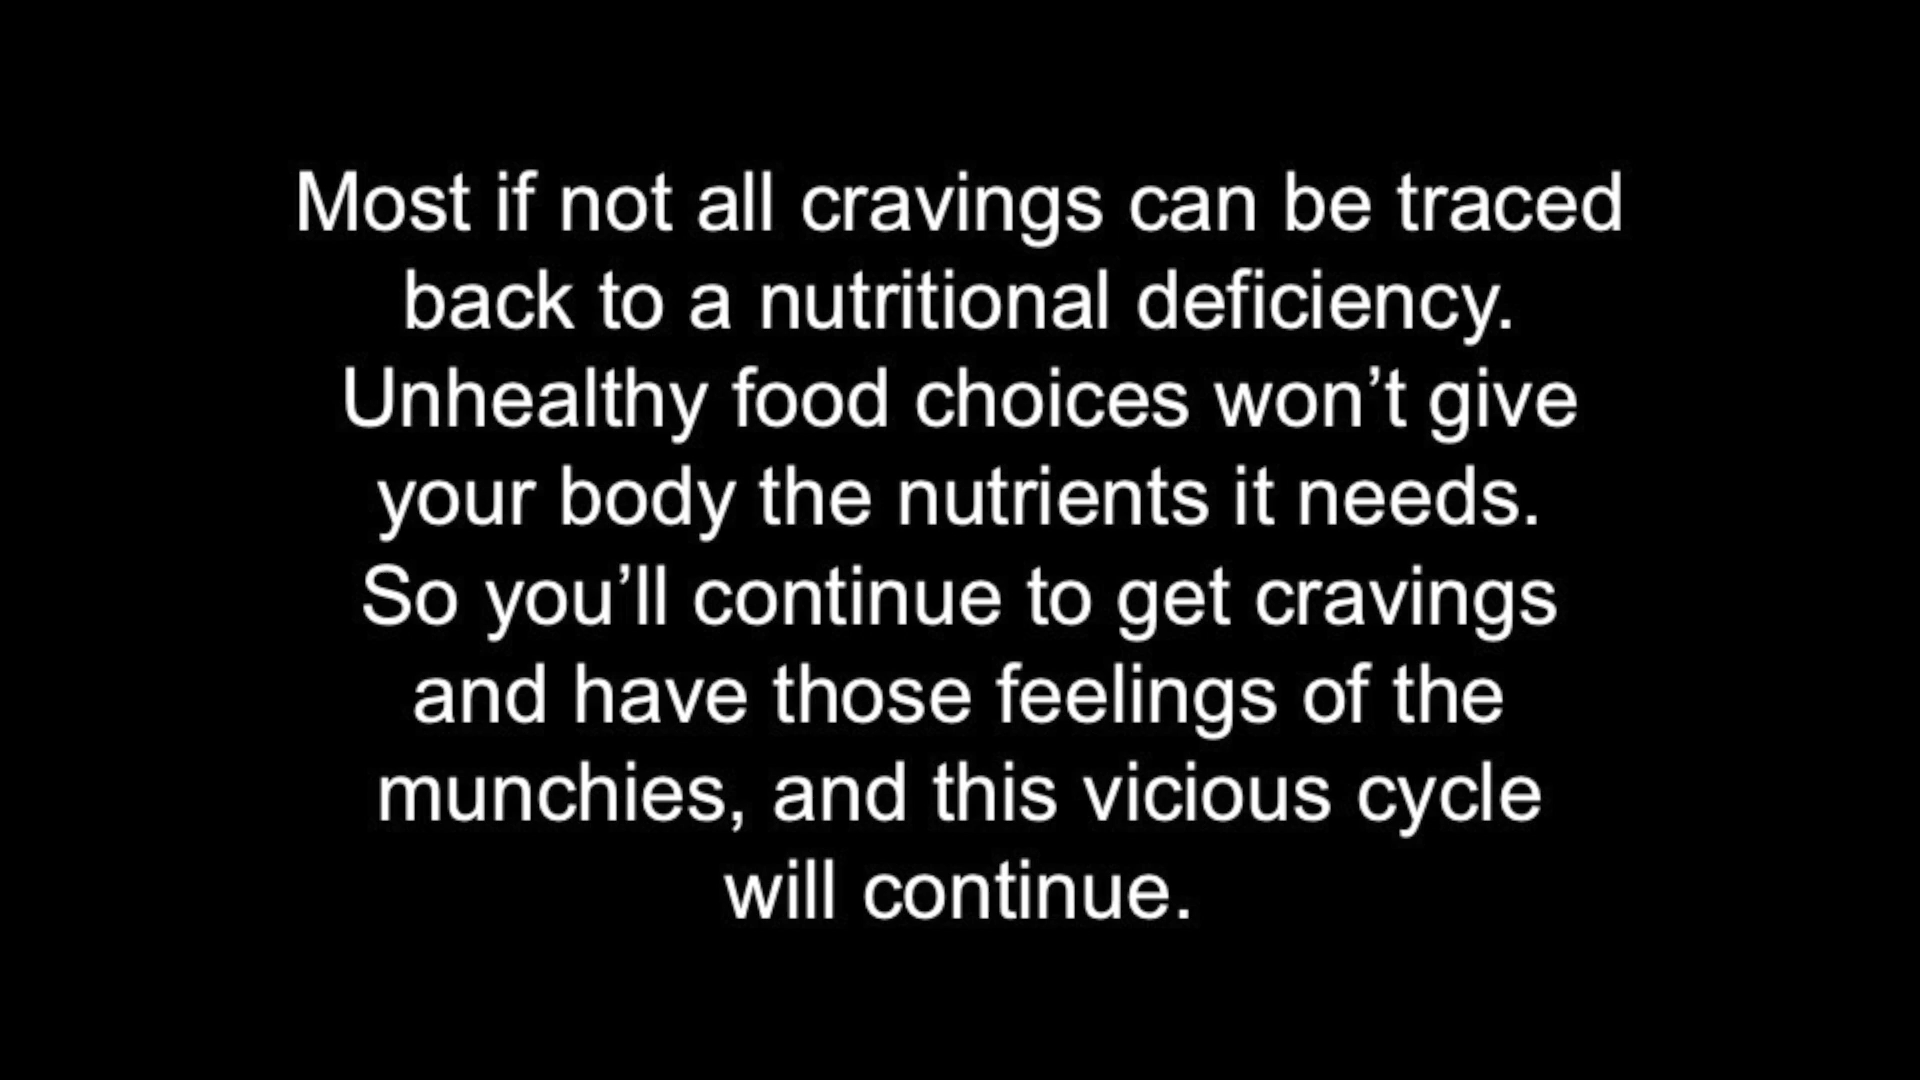 Most if not all cravings can be traced
back to a nutritional deficiency.
Unhealthy food choices won’t give
your body the nutrients it needs.
So you’ll continue to get cravings
and have those feelings of the
munchies, and this vicious cycle
will continue.